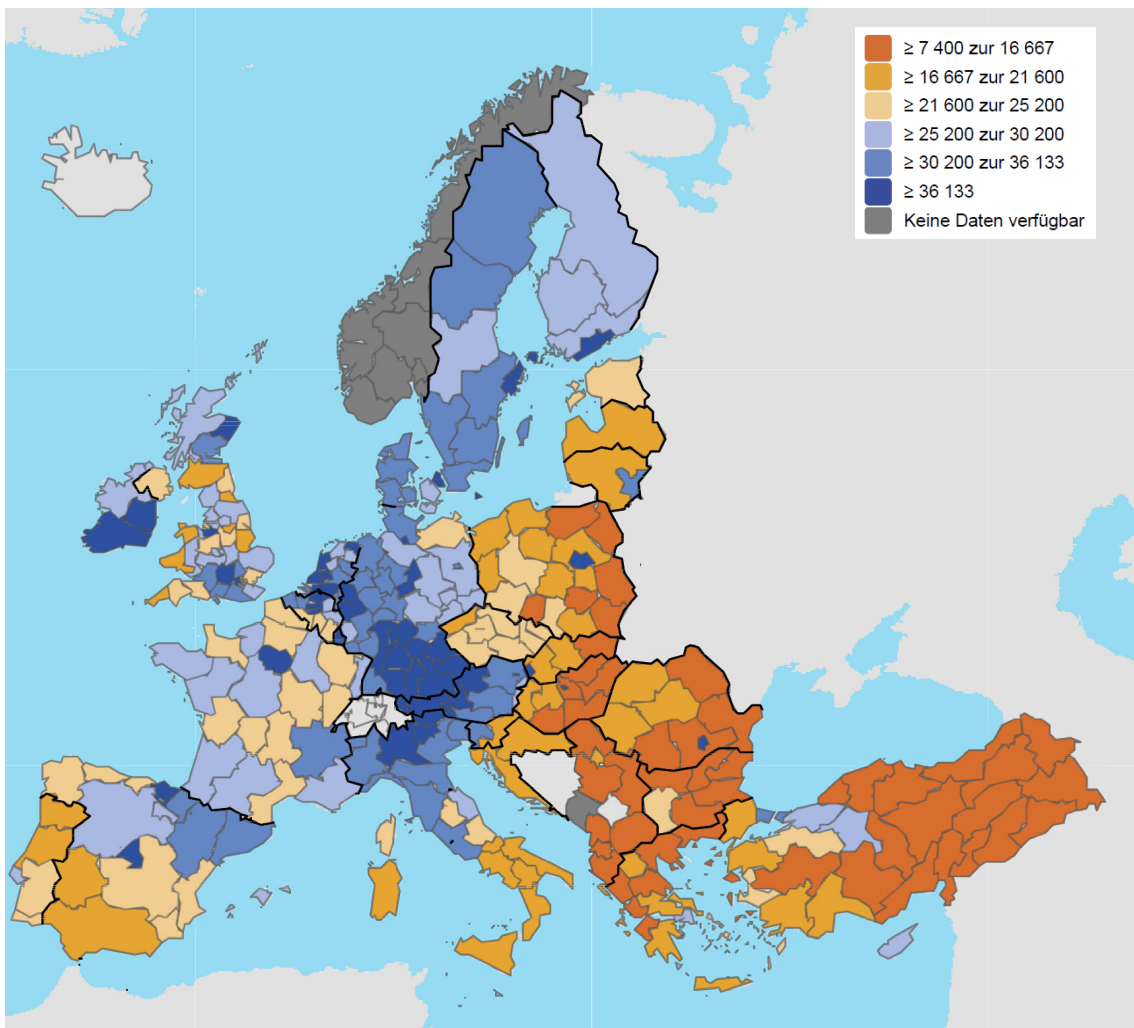 ≥ 7 400 zur 16 667
≥ 16 667 zur 21 600
≥ 21 600 zur 25 200
≥ 25 200 zur 30 200
≥ 30 200 zur 36 133
≥ 36 133
Keine Daten verfügbar